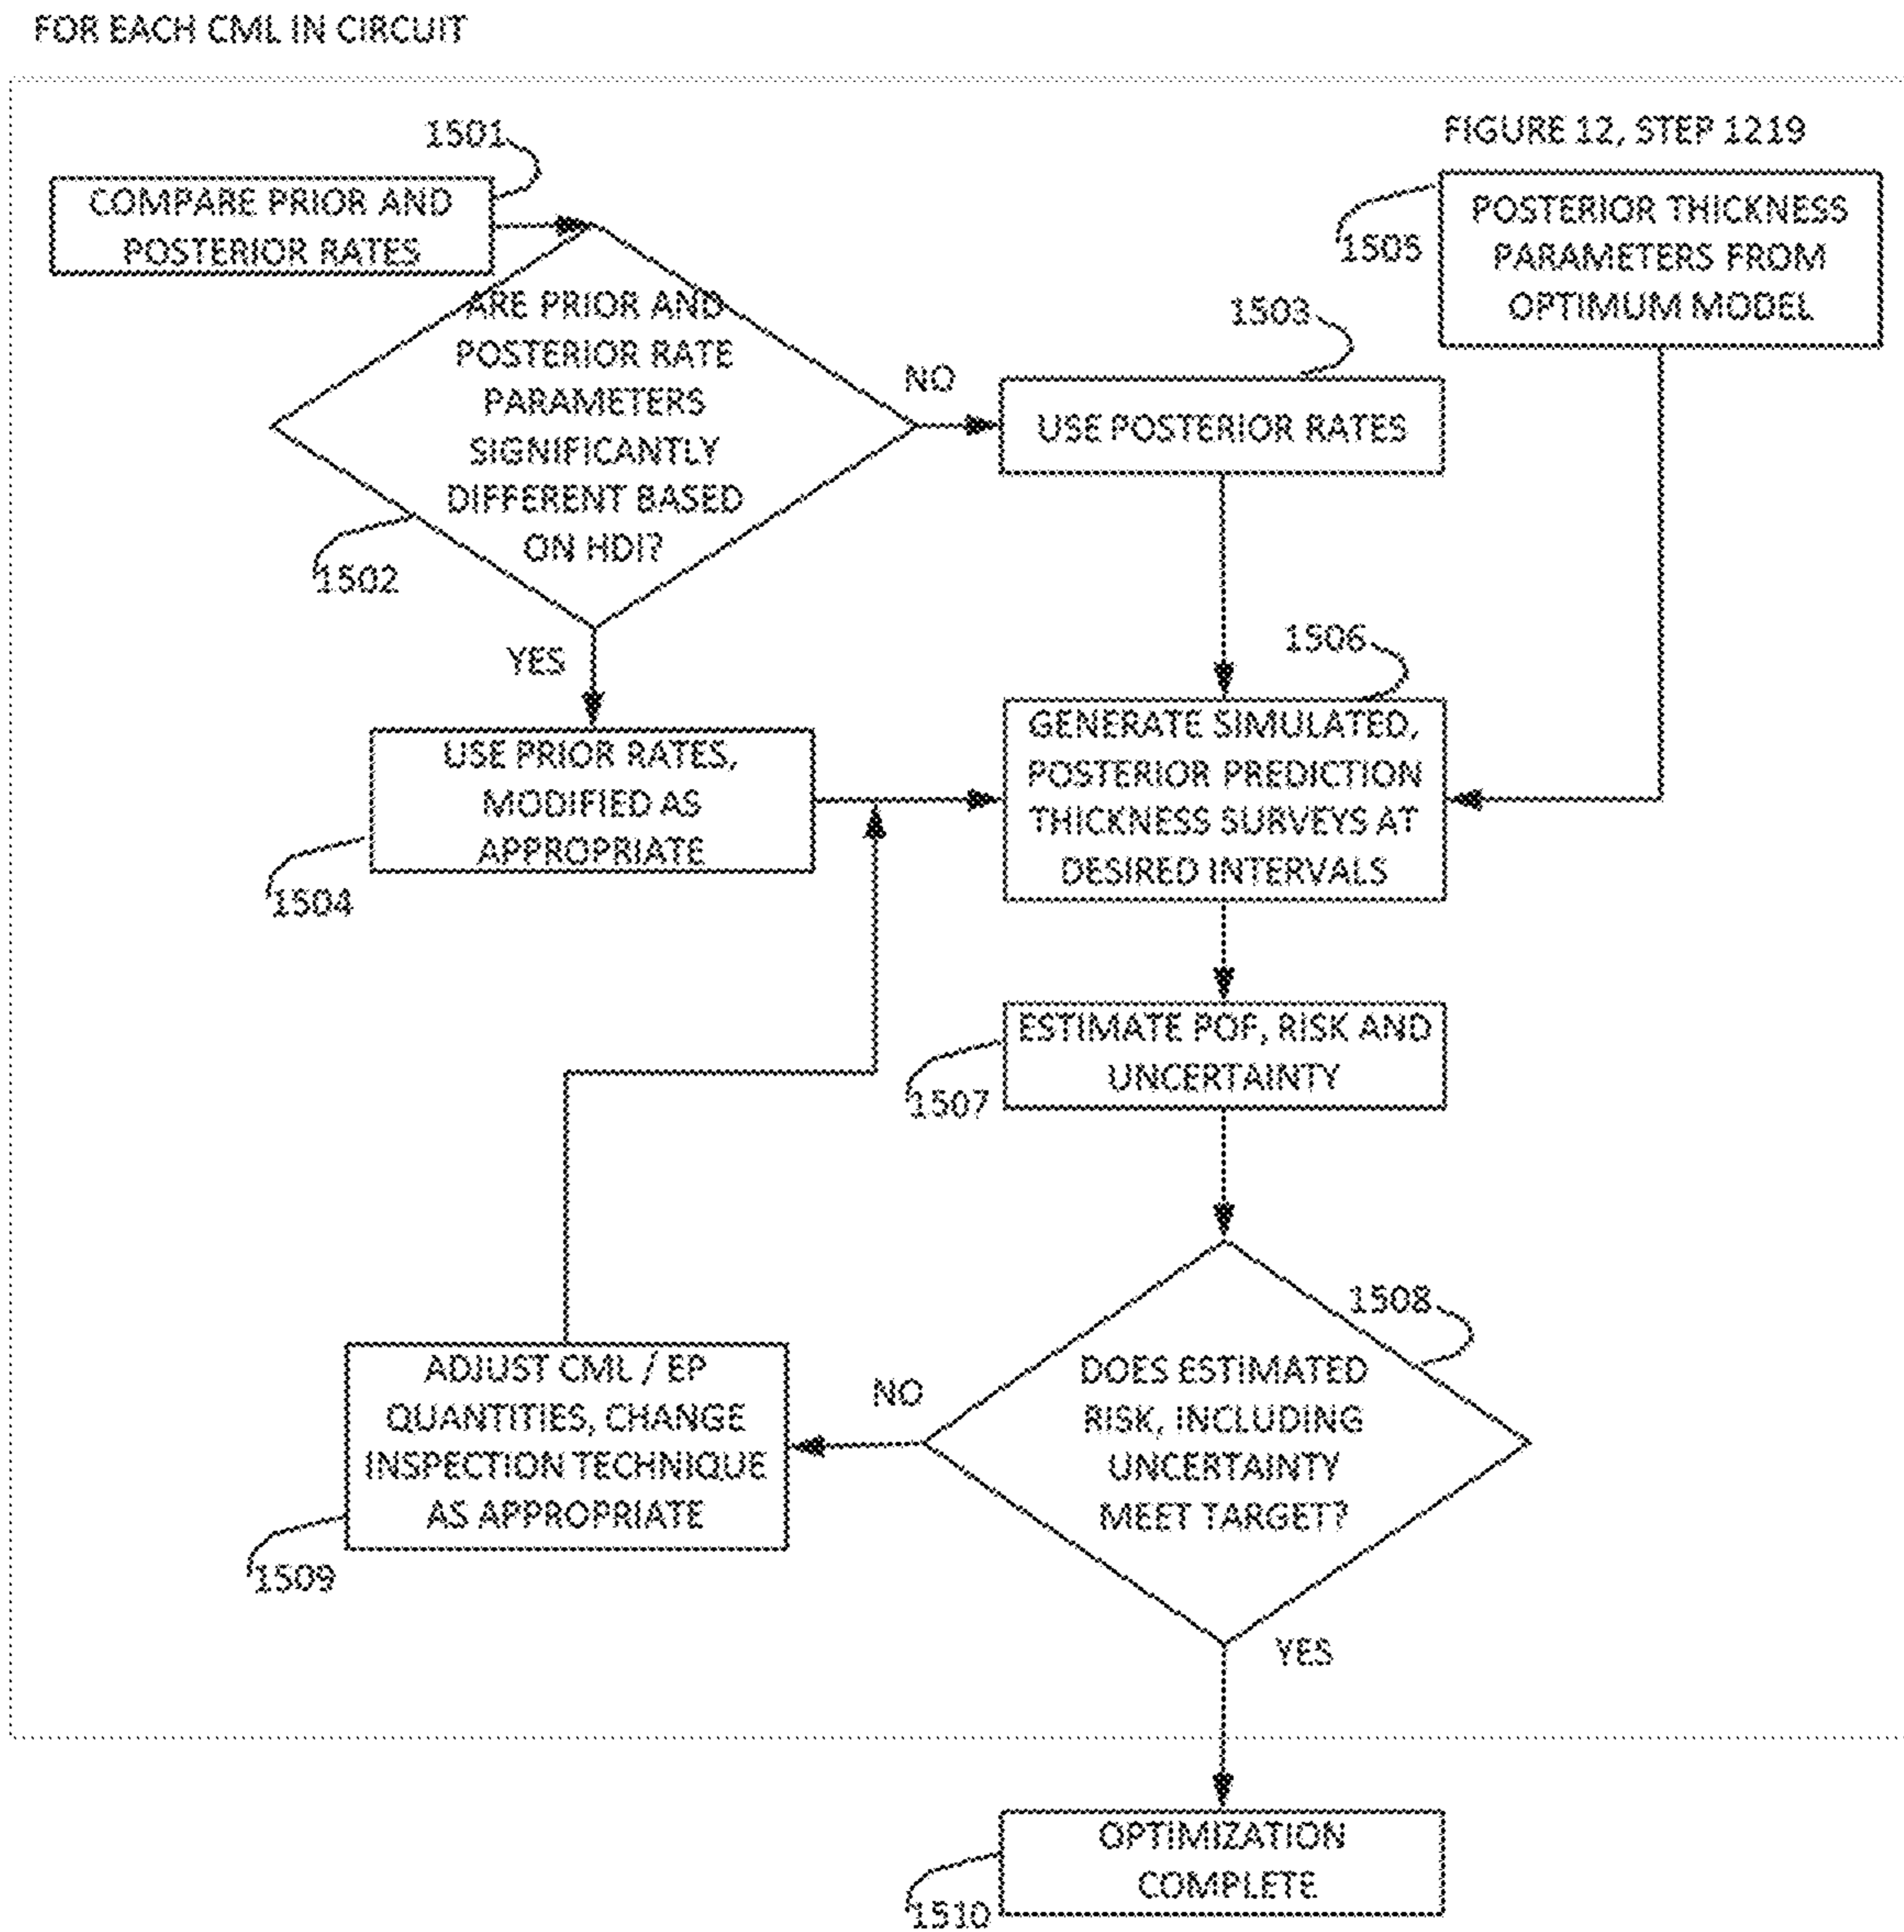 FOR EACH CML IN CIRCUIT
1501
FIGURE 12, STEP 1219
COMPARE PRIOR AND
POSTERIOR RATES
POSTERIOR THICKNESS
PARAMETERS FROM
OPTIMUM MODEL
1505
ARE PRIOR AND
POSTERIOR RATE
PARAMETERS
SIGNIFICANTLY
DIFFERENT BASED
ON HDI?
1502
NO
1503
USE POSTERIOR RATES
YES
1506
USE PRIOR RATES,
MODIFIED AS
APPROPRIATE
1504
GENERATE SIMULATED,
POSTERIOR PREDICTION
THICKNESS SURVEYS AT
DESIRED INTERVALS
ESTIMATE POF, RISK AND
UNCERTAINTY
1507
1508
DOES ESTIMATED
RISK, INCLUDING
UNCERTAINTY
MEET TARGET?
NO
ADJUST CML / EP
QUANTITIES, CHANGE
INSPECTION TECHNIQUE
AS APPROPRIATE
1509
YES
OPTIMIZATION
COMPLETE
1510